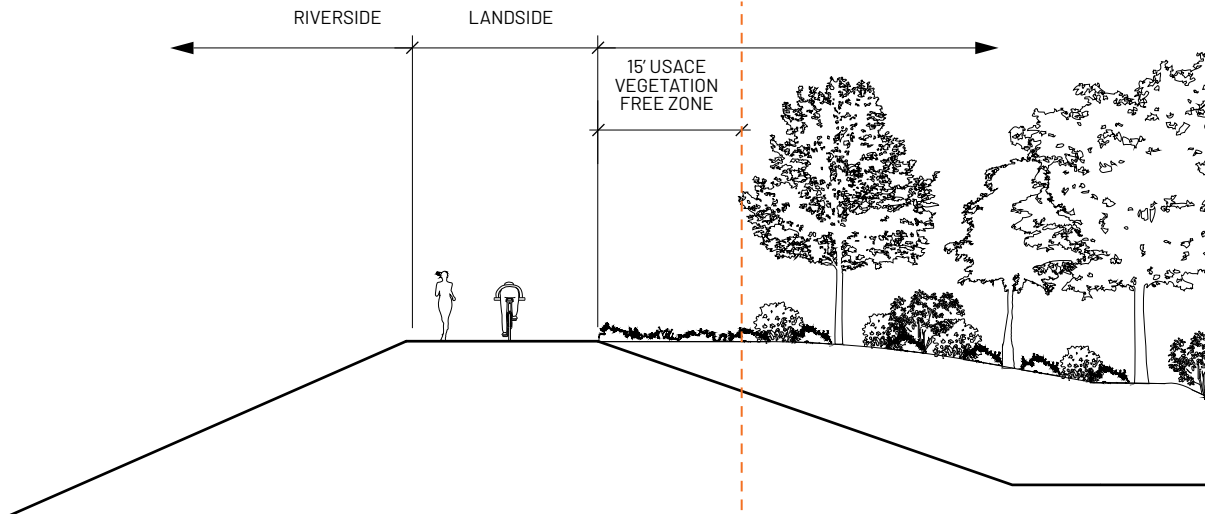 RIVERSIDE
LANDSIDE
15' USACE
VEGETATION
FREE ZONE